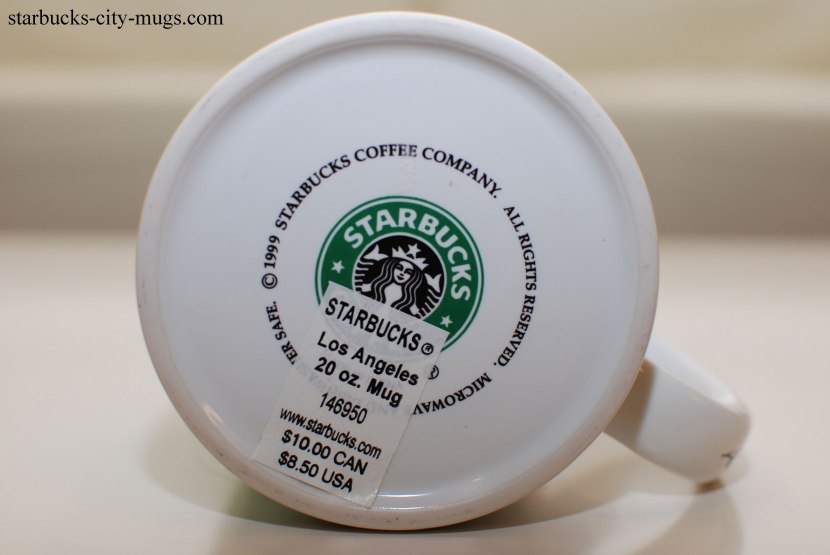 starbucks-city-mugs.com
© 1999 STARBUCKS COFFEE COMPANY. ALL RIGHTS RESERVED. MICROWAV
ER SAFE.
STARBUCKS
STARBUCKS®
Los Angeles
20 oz. Mug
146950
www.starbucks.com
$10.00 CAN
$8.50 USA